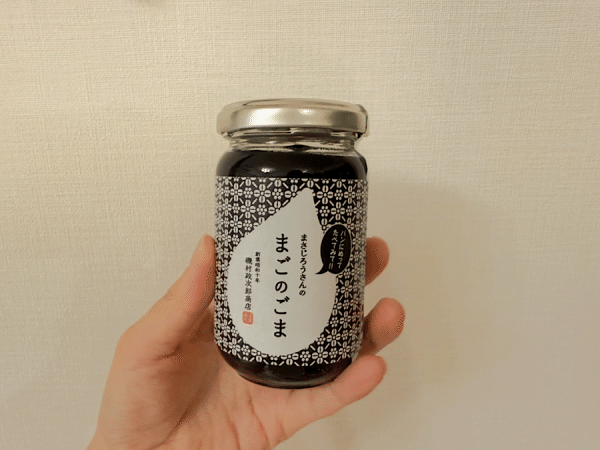 パンにぬって
たべてみて!!
まさじろうさんの
まごのごま
創業昭和十年
磯村政次郎商店